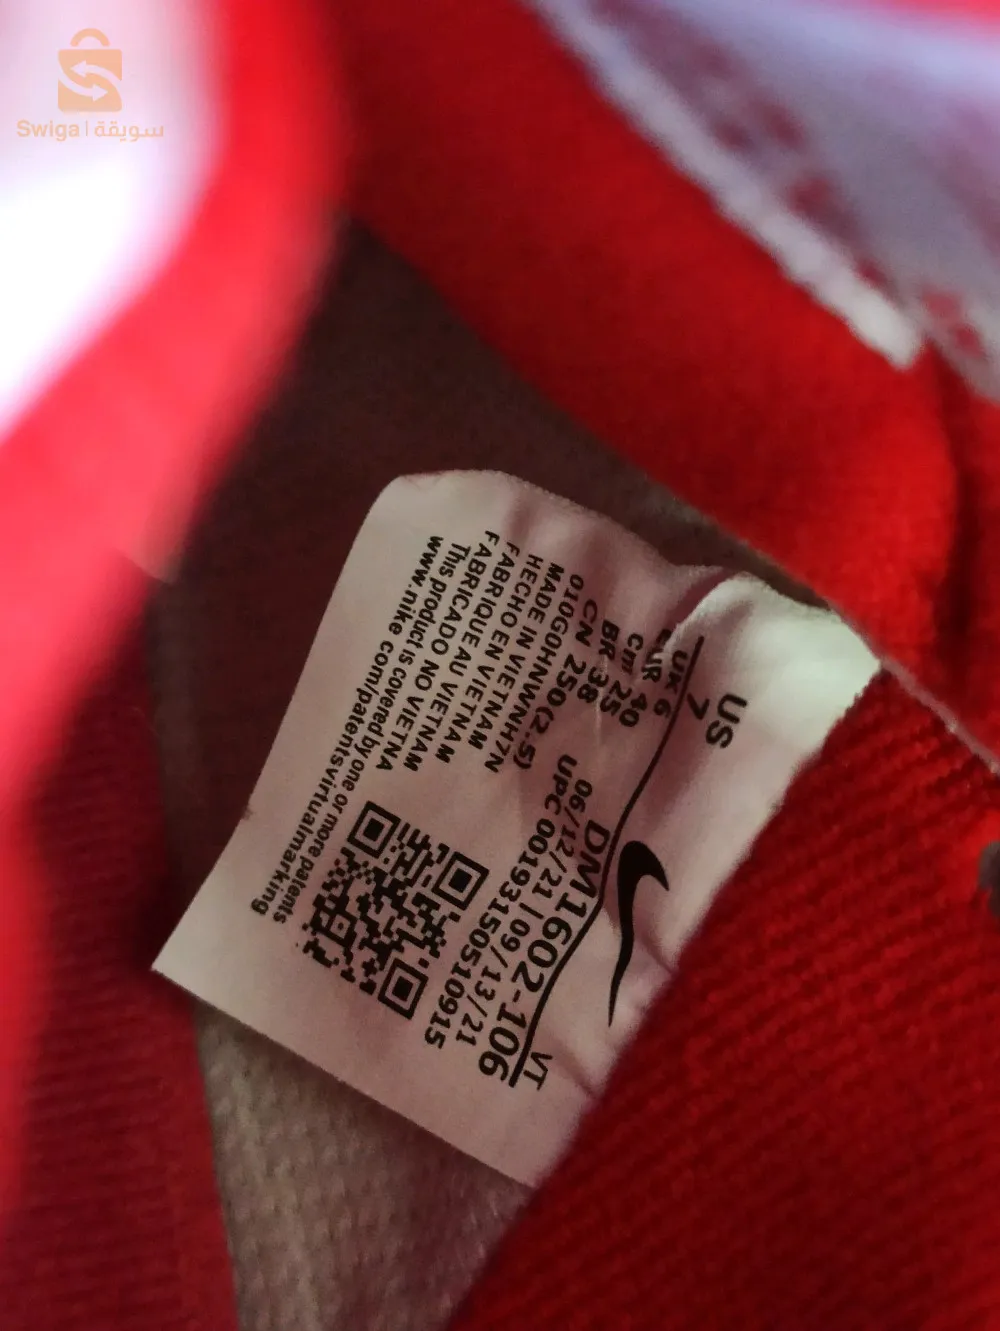 Swiga | سويقة
US
7
VT
UK 6
EUR 40
cm 25
BR 38
CN 250 (2.5)
010G0HNWNH7N
MADE IN VIETNAM
HECHO EN VIETNAM
FABRIQUE AU VIETNAM
FABRICADO NO VIETNA
This product is covered by one or more patents
www.nike com/patentsvirtualmarking
DM1602-106
06/12/21 | 09/13/21
UPC 00193150510915